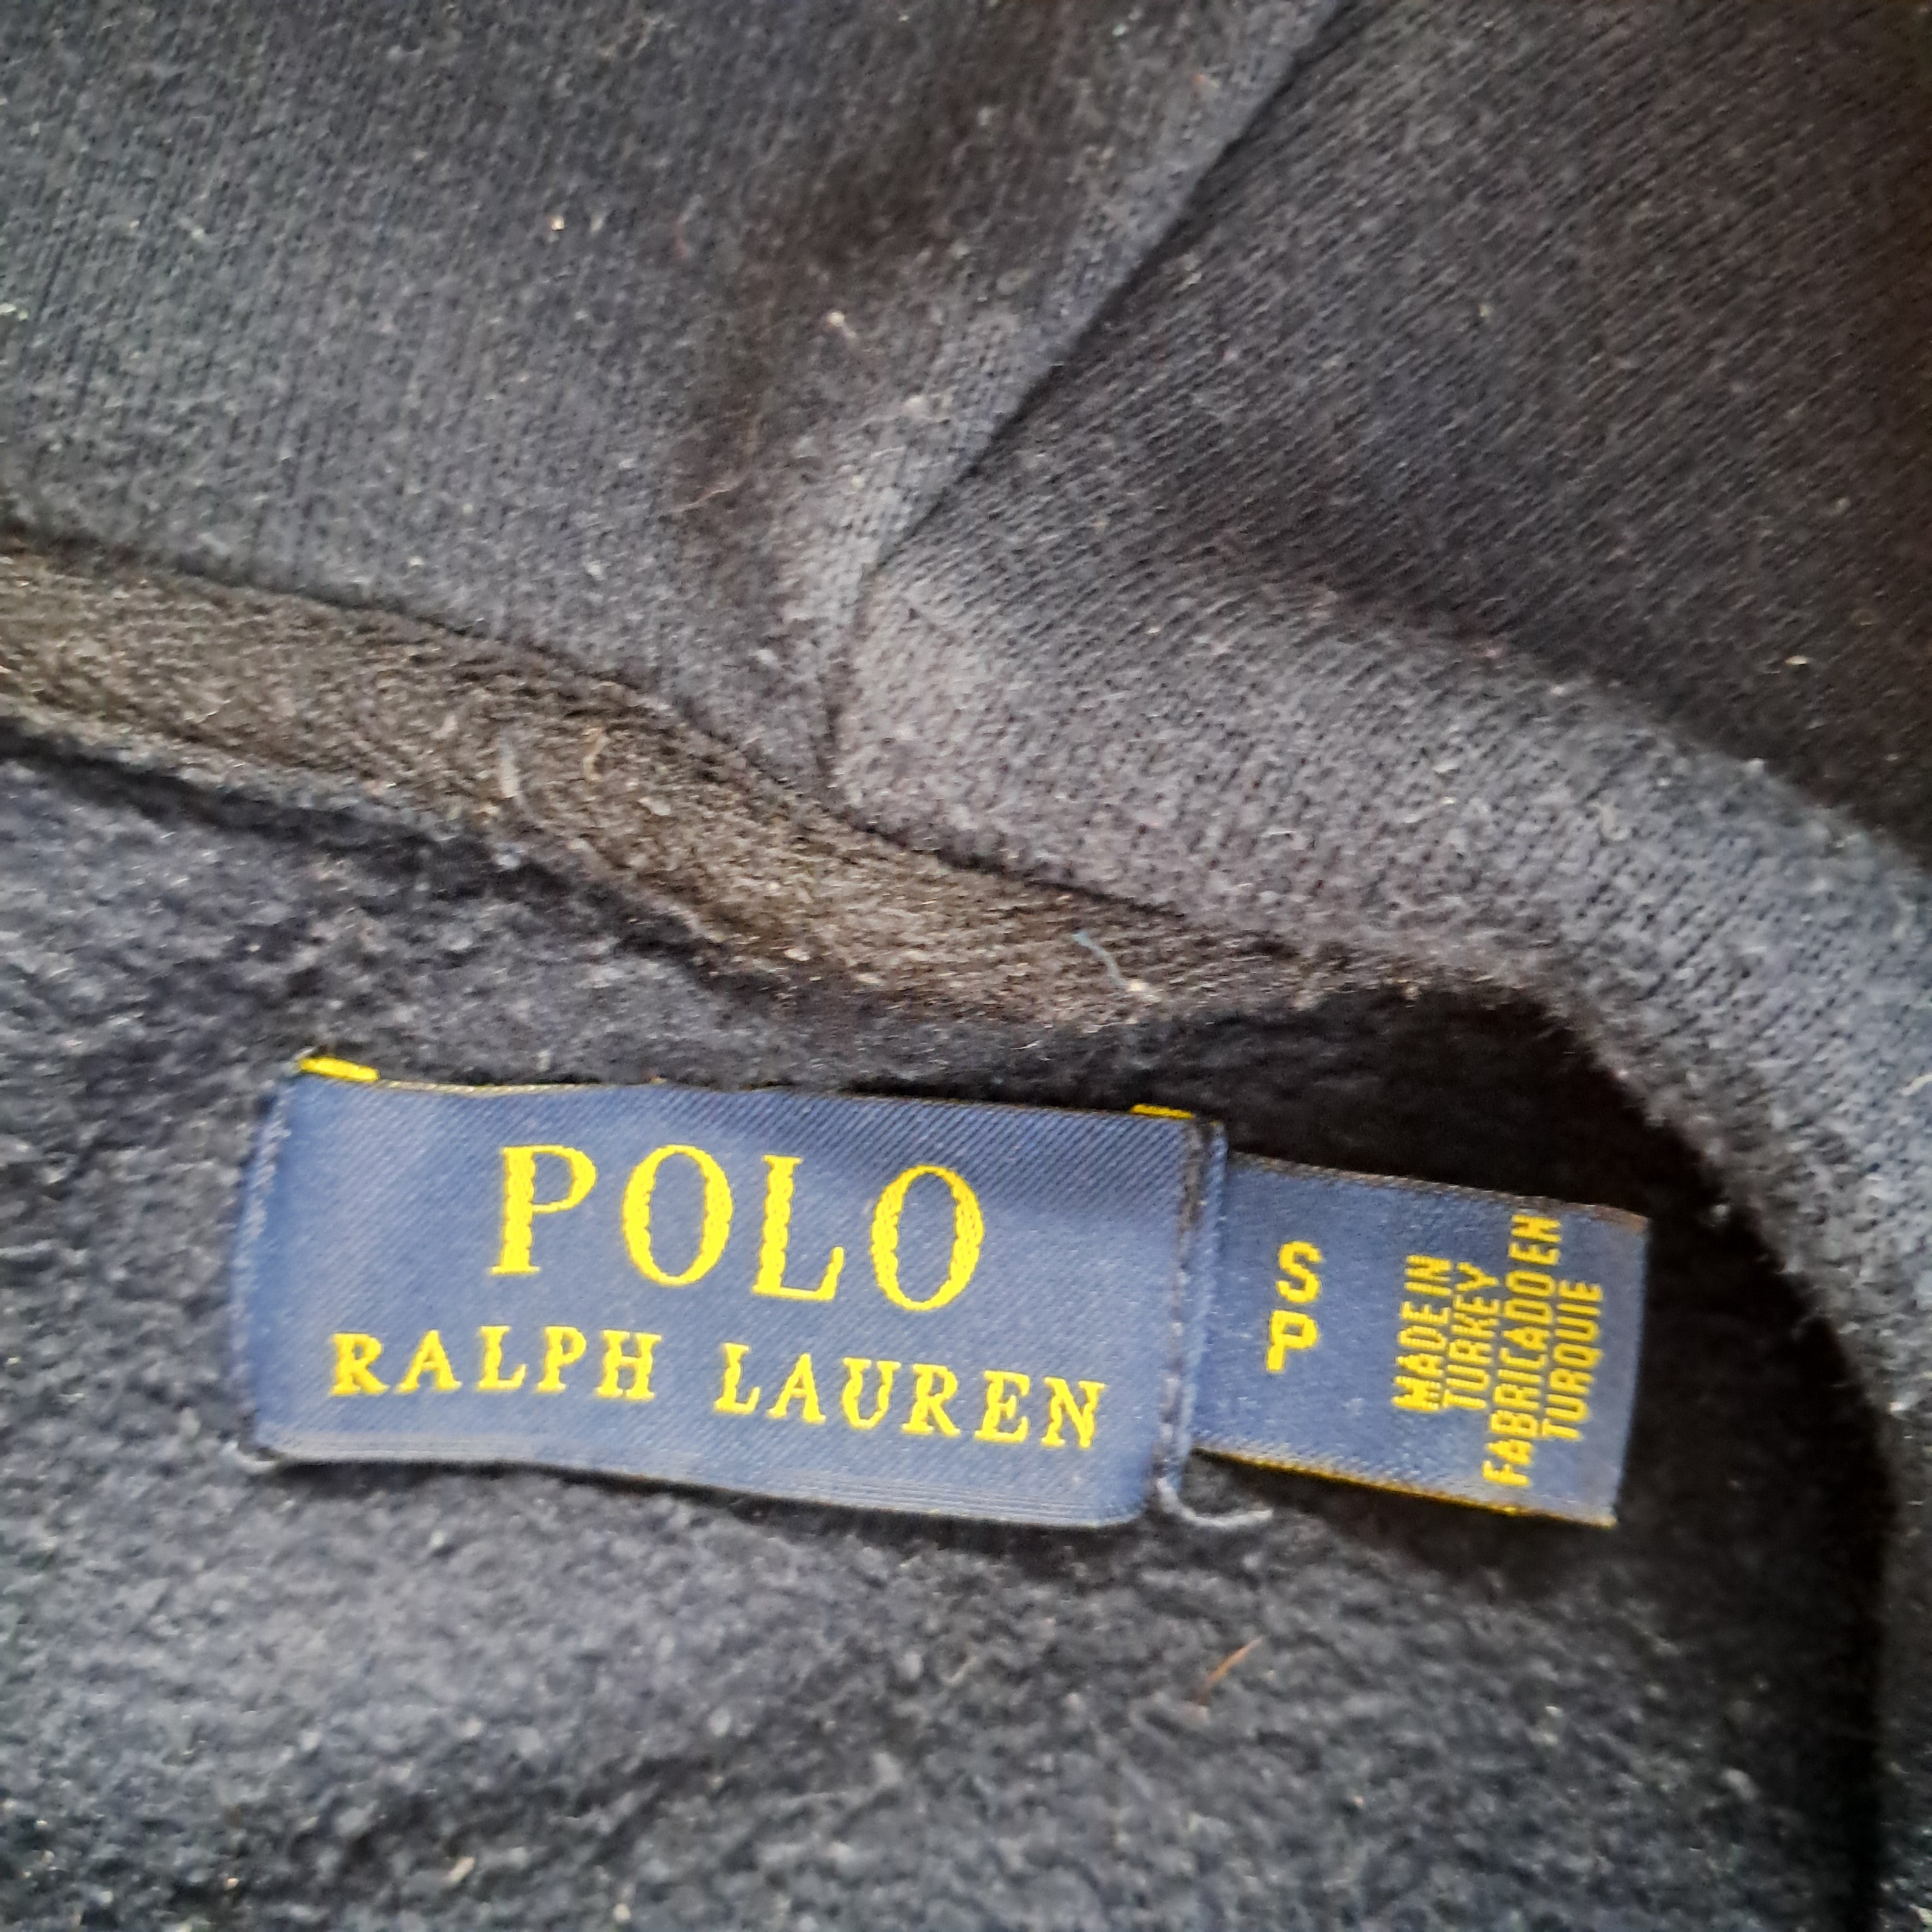 POLO
RALPH LAUREN
S
P
MADE IN
TURKEY
FABRICADO EN
TURQUIE